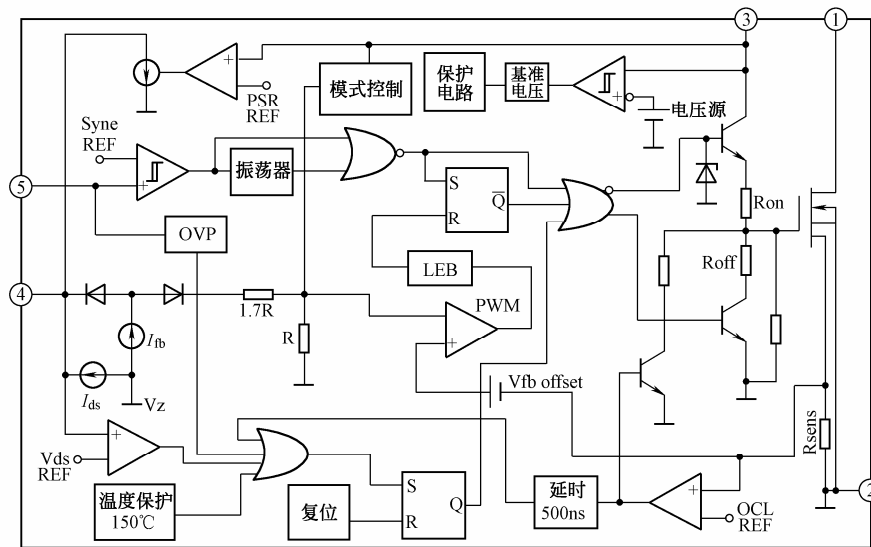 3
1
PSR
REF
模式控制
保护
电路
基准
电压
+
+
电压源
Syne
REF
+
振荡器
S
Q
R
Ron
5
OVP
LEB
Roff
4
1.7R
PWM
R
+
Ifb
Ids
Vz
Vfb offset
Vds
REF
+
Rsens
温度保护
150℃
复位
S
Q
R
延时
500ns
+
OCL
REF
2